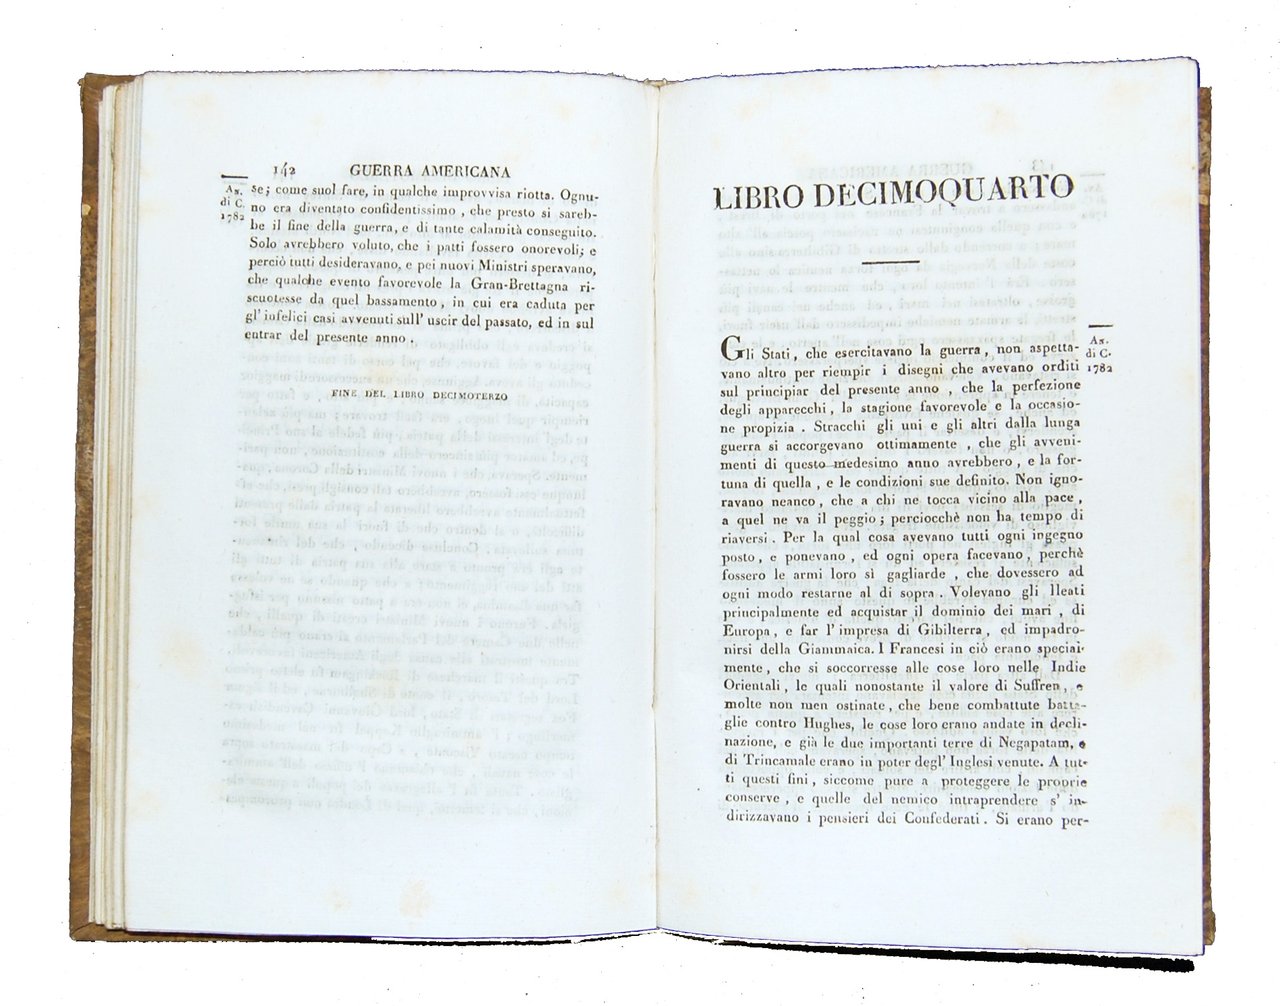 142 GUERRA AMERICANA
An.
di C.
1782
se; come suol fare, in qualche improvvisa riotta. Ognu-
no era diventato confidentissimo, che presto si sareb-
be il fine della guerra, e di tante calamità conseguito.
Solo avrebbero voluto, che i patti fossero onorevoli; e
perciò tutti desideravano, e pei nuovi Ministri speravano,
che qualche evento favorevole la Gran-Brettagna ri-
scuotesse da quel bassamento, in cui era caduta per
gl' infelici casi avvenuti sull' uscir del passato, ed in sul
entrar del presente anno.
FINE DEL LIBRO DECIMOTERZO
LIBRO DECIMOQUARTO
An.
di C.
1782
Gli Stati, che esercitavano la guerra, non aspetta-
vano altro per riempir i disegni che avevano orditi
sul principiar del presente anno, che la perfezione
degli apparecchi, la stagione favorevole e la occasio-
ne propizia. Stracchi gli uni e gli altri dalla lunga
guerra si accorgevano ottimamente, che gli avveni-
menti di questo medesimo anno avrebbero, e la for-
tuna di quella, e le condizioni sue definito. Non igno-
ravano neanco, che a chi ne tocca vicino alla pace,
a quel ne va il peggio; perciocchè non ha tempo di
riaversi. Per la qual cosa avevano tutti ogni ingegno
posto, e ponevano, ed ogni opera facevano, perchè
fossero le armi loro sì gagliarde, che dovessero ad
ogni modo restarne al di sopra. Volevano gli lleati
principalmente ed acquistar il dominio dei mari, di
Europa, e far l' impresa di Gibilterra, ed impadro-
nirsi della Giammaica. I Francesi in ciò erano special-
mente, che si soccorresse alle cose loro nelle Indie
Orientali, le quali nonostante il valore di Suffren, e
molte non men ostinate, che bene combattute batta-
glie contro Hughes, le cose loro erano andate in decli-
nazione, e già le due importanti terre di Negapatam, e
di Trincamale erano in poter degl' Inglesi venute. A tut-
ti questi fini, siccome pure a proteggere le proprie
conserve, e quelle del nemico intraprendere s' in-
dirizzavano i pensieri dei Confederati. Si erano per-